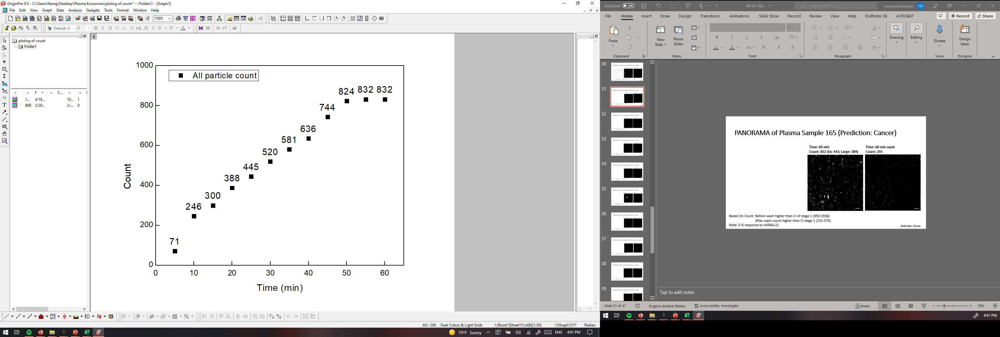 OriginPro 8.5 - C:\Users\Nareg\Desktop\Plasma Exosomes\ploting of count * - /Folder1/ - [Graph1]
File Edit View Graph Data Analysis Gadgets Tools Format Window Help
100%
Default: A 0 B I U
ploting of count
Folder1
C...
1... 4/18... 10... 1
8KB 2/28... 2/... 0
1
1000
800
600
400
200
0
Count
All particle count
71
246
300
388
445
520
581
636
744
824
832
832
0 10 20 30 40 50 60
Time (min)
AU : ON Dark Colors & Light Grids 1:[Book1]Sheet1!Col(B)[1:30] 1:[Graph1]1!1 Radian
79°F Sunny ENG 4:01 PM
AutoSave Off 04-04-202... Search (Alt+Q) nareg ohannesian NO
File Home Insert Draw Design Transitions Animations Slide Show Record Review View Help EndNote X8 ACROBAT Record Share
Paste
New Slide
Reuse Slides
36
B I U S ab AV
Aa
Drawing
Editing
Dictate
Design Ideas
Clipboard Slides Font Paragraph Voice Designer
30
31
32
33
34
35
36
37
38
39
PANORAMA of Plasma Sample 165 (Prediction: Cancer)
Time: 60 min
Count: 832 (Ex: 443; Large: 389)
Time: 60 min wash
Count: 293
Based On Count: Before wash higher than CI of stage 1 (950-1558)
After wash count higher than CI stage 1 (151-370)
Note: 0 % response to miRNA-21
Scale bar: 10 µm
Tap to add notes
Slide 31 of 47 English (United States) Accessibility: Investigate Notes 50%
4:01 PM